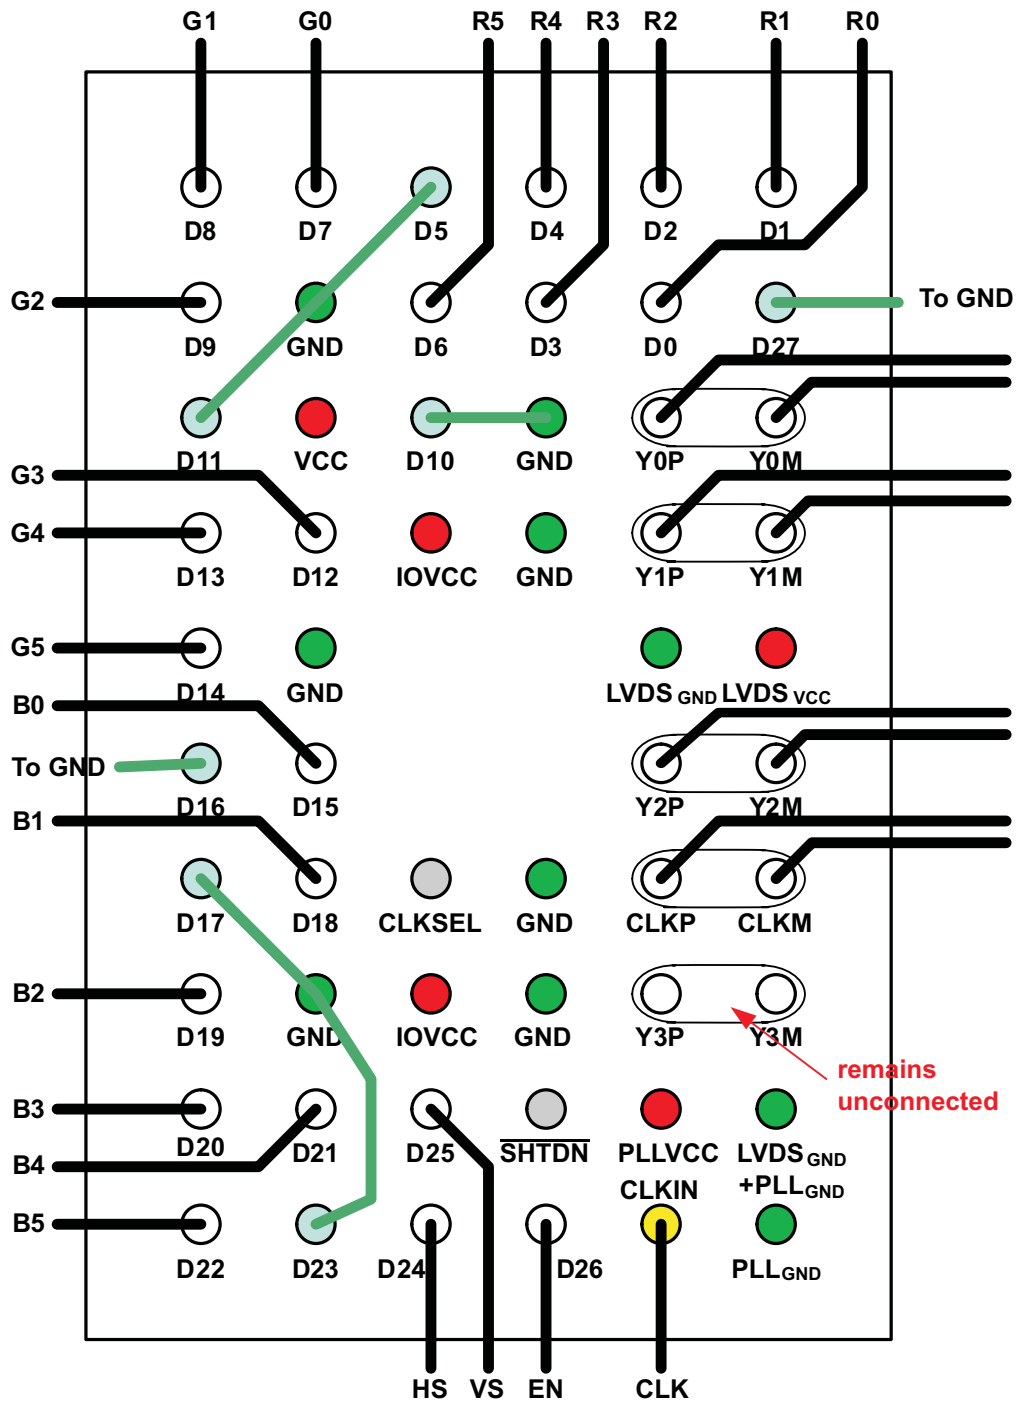 G1 G0 R5 R4 R3 R2 R1 R0
D8 D7 D5 D4 D2 D1
G2 To GND
D9 GND D6 D3 D0 D27
D11 VCC D10 GND Y0P Y0M
G3
G4
D13 D12 IOVCC GND Y1P Y1M
G5
D14 GND LVDS GND LVDS VCC
B0
To GND
D16 D15 Y2P Y2M
B1
D17 D18 CLKSEL GND CLKP CLKM
B2
D19 GND IOVCC GND Y3P Y3M
remains
unconnected
B3
D20 D21 D25 SHTDN PLLVCC LVDS GND
B4 CLKIN +PLL GND
B5
D22 D23 D24 D26 PLL GND
HS VS EN CLK